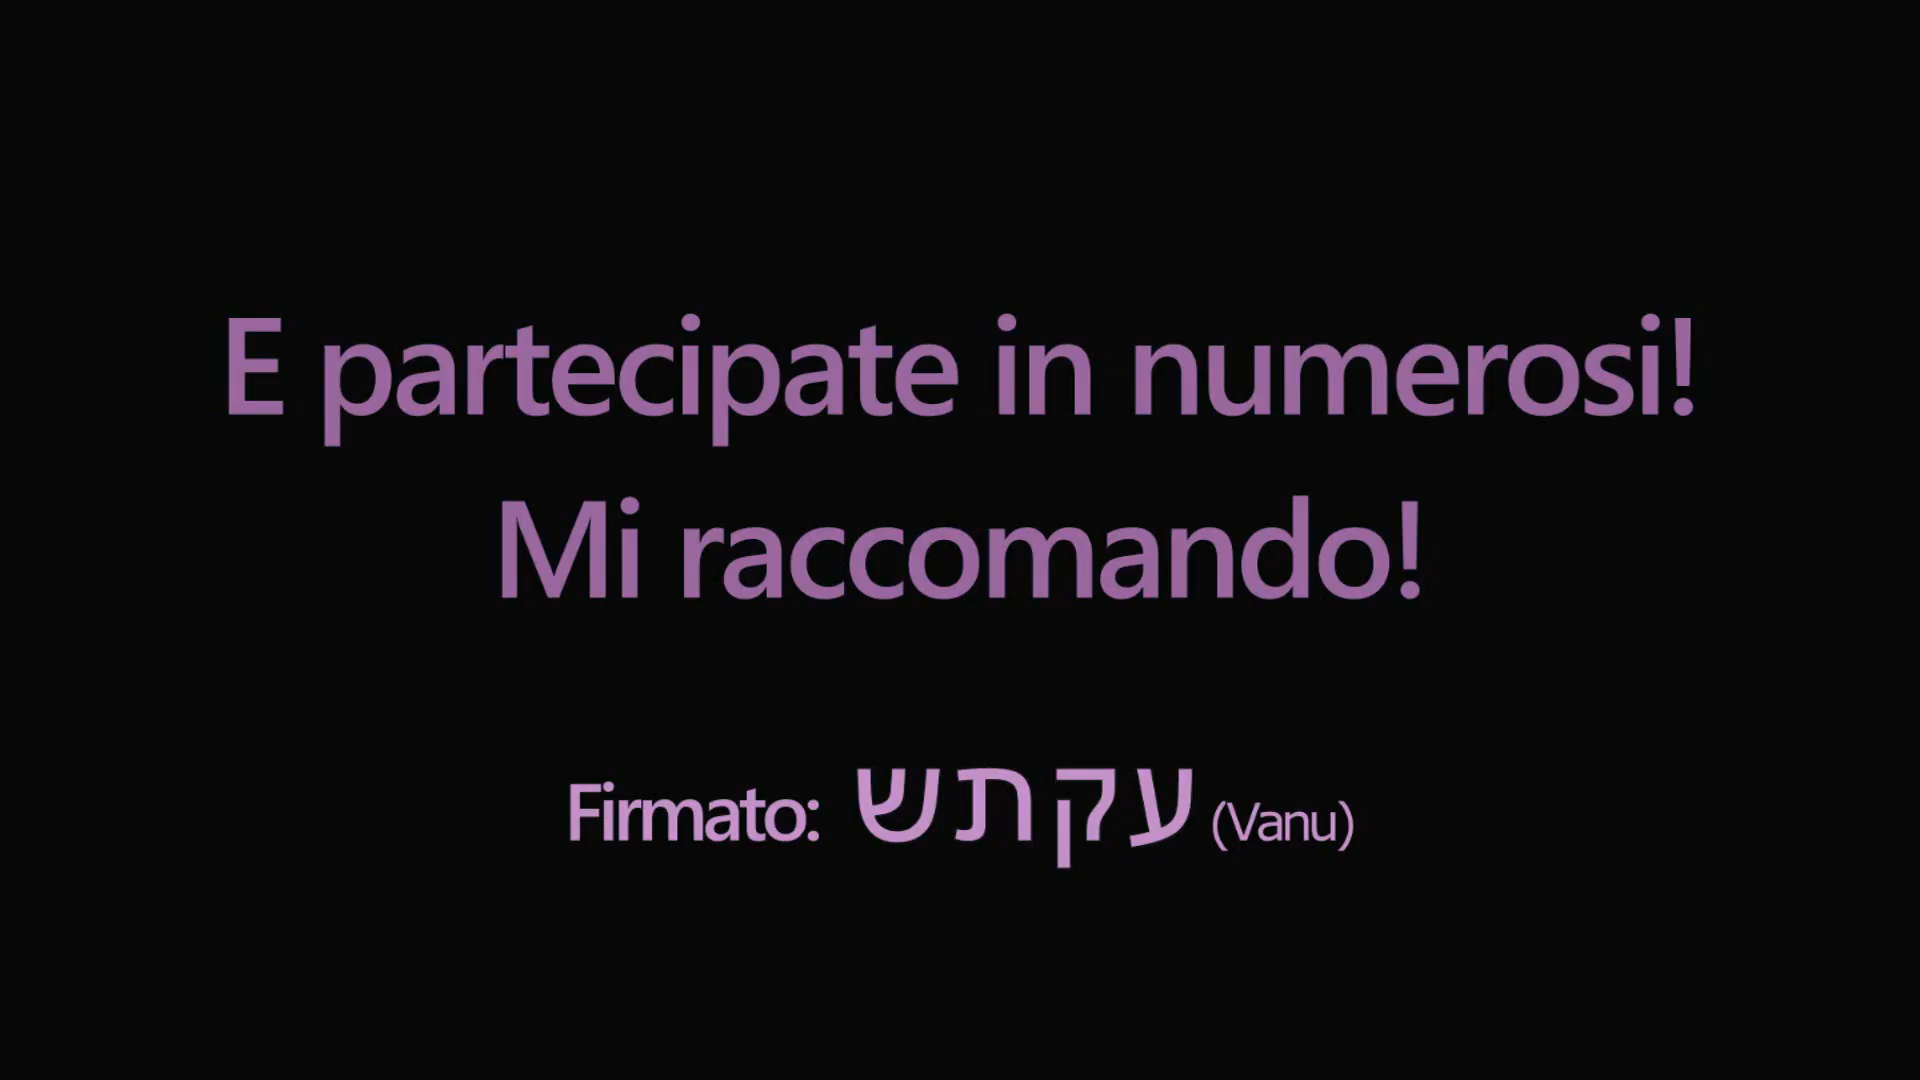 E partecipate in numerosi!
Mi raccomando!
Firmato: עקתש (Vanu)